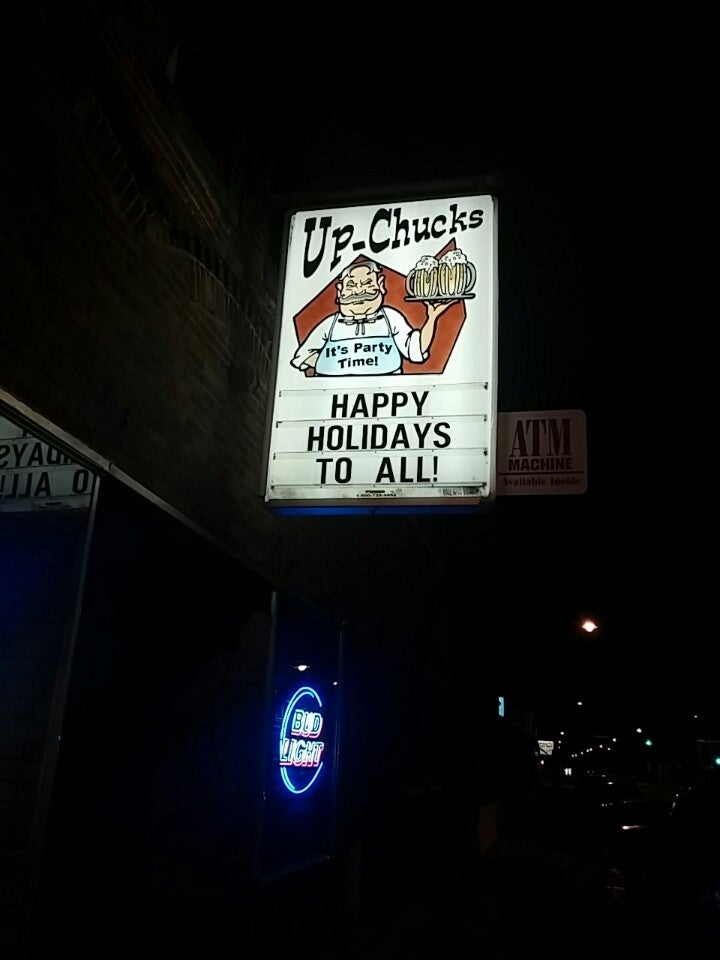 Up-Chucks
It's Party
Time!
HAPPY
HOLIDAYS
TO ALL!
ATM
MACHINE
Available Inside
BUD
LIGHT